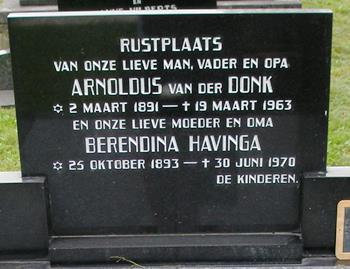 RUSTPLAATS
VAN ONZE LIEVE MAN, VADER EN OPA
ARNOLDUS VAN DER DONK
✡ 2 MAART 1891 — † 19 MAART 1963
EN ONZE LIEVE MOEDER EN OMA
BERENDINA HAVINGA
✡ 25 OKTOBER 1893 — † 30 JUNI 1970
DE KINDEREN.